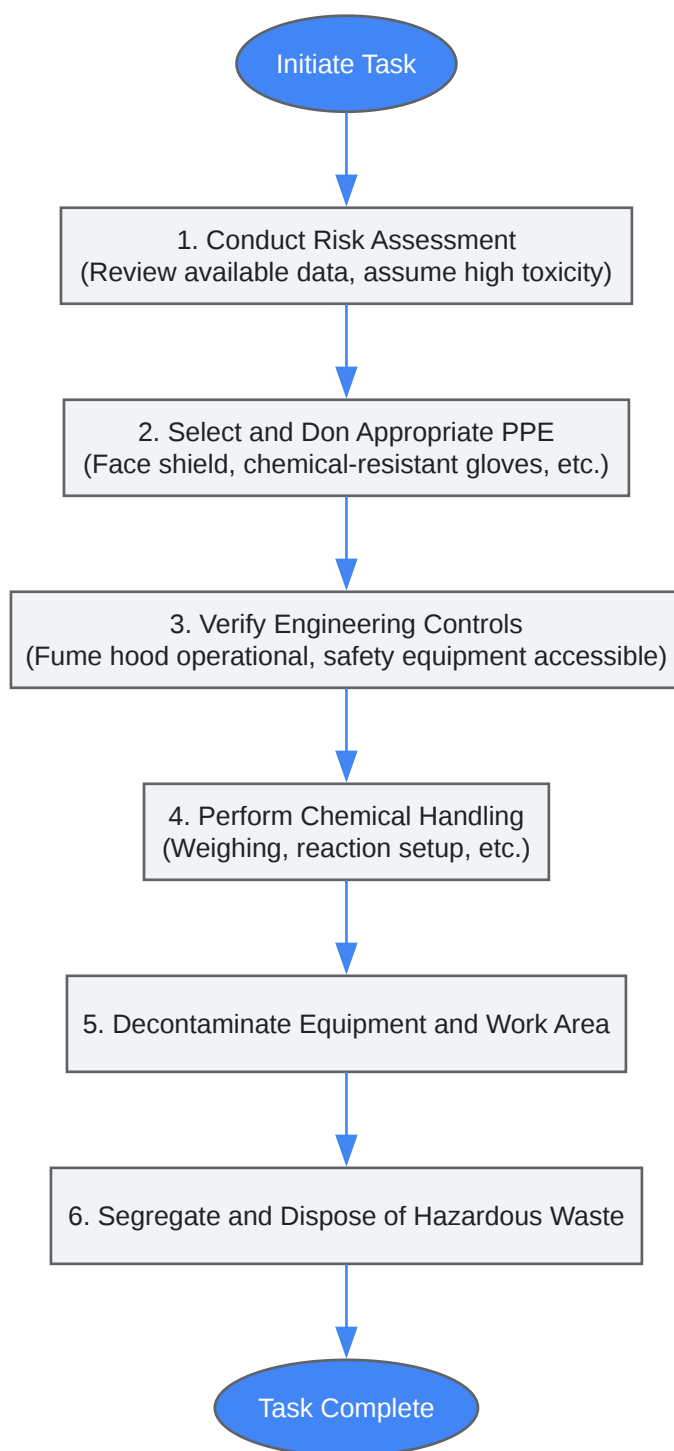 Initiate Task
1. Conduct Risk Assessment
(Review available data, assume high toxicity)
2. Select and Don Appropriate PPE
(Face shield, chemical-resistant gloves, etc.)
3. Verify Engineering Controls
(Fume hood operational, safety equipment accessible)
4. Perform Chemical Handling
(Weighing, reaction setup, etc.)
5. Decontaminate Equipment and Work Area
6. Segregate and Dispose of Hazardous Waste
Task Complete